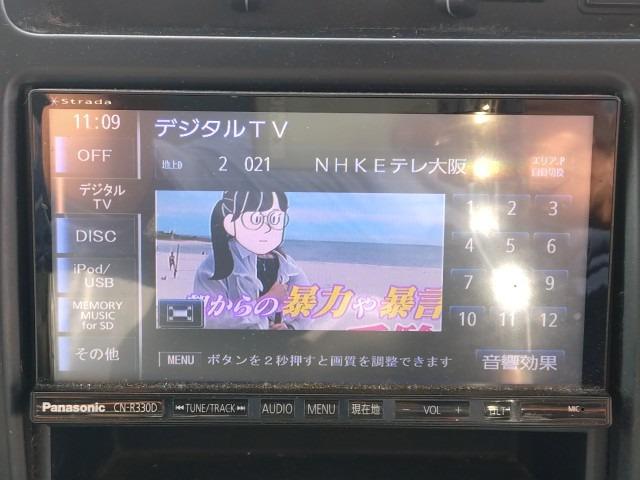 Strada
11:09
デジタルTV
OFF
地上D 2 021 NHKEテレ大阪
エリア.P
自動切換
デジタル
TV
1 2 3
DISC
4 5 6
iPod/
USB
7 9
の暴力や暴言
MEMORY
MUSIC
for SD
10 11 12
その他
MENU ボタンを2秒押すと画質を調整できます
音響効果
Panasonic CN-R330D TUNE/TRACK AUDIO MENU 現在地 VOL + MIC